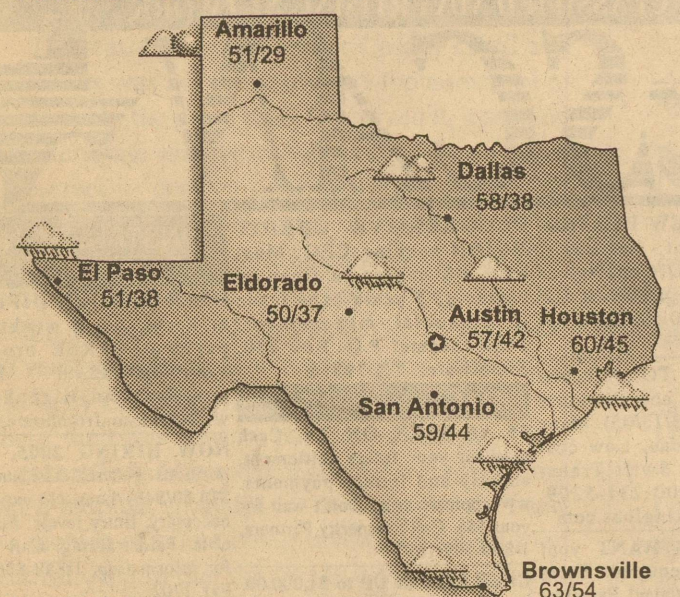 Amarillo
51/29
Dallas
58/38
El Paso
51/38
Eldorado
50/37
Austin
57/42
Houston
60/45
San Antonio
59/44
Brownsville
63/54